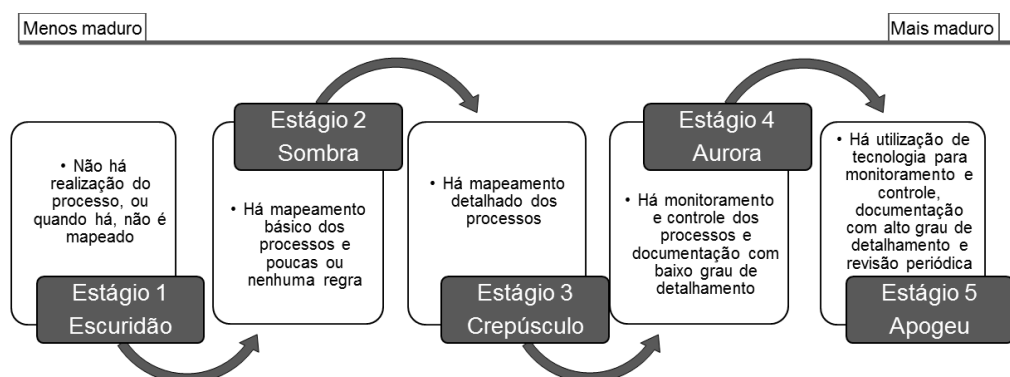 Menos maduro
Mais maduro
• Não há
realização do
processo, ou
quando há, não é
mapeado
Estágio 1
Escuridão
Estágio 2
Sombra
• Há mapeamento
básico dos
processos e
poucas ou
nenhuma regra
• Há mapeamento
detalhado dos
processos
Estágio 3
Crepúsculo
Estágio 4
Aurora
• Há monitoramento
e controle dos
processos e
documentação com
baixo grau de
detalhamento
• Há utilização de
tecnologia para
monitoramento e
controle,
documentação
com alto grau de
detalhamento e
revisão periódica
Estágio 5
Apogeu